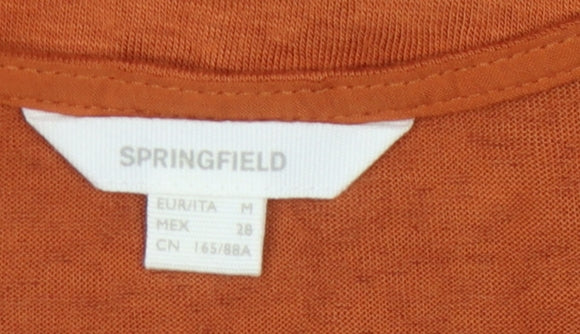 SPRINGFIELD
EUR/ITA M
MEX 28
CN 165/88A